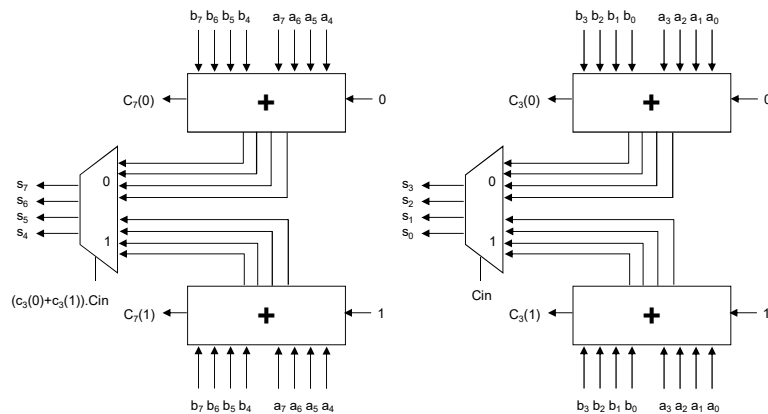 b7 b6 b5 b4 a7 a6 a5 a4
b3 b2 b1 b0 a3 a2 a1 a0
C7(0) + 0
C3(0) + 0
0
s7
s6
s5
s4
1
0
s3
s2
s1
s0
1
(c3(0)+c3(1)).Cin
Cin
C7(1) + 1
C3(1) + 1
b7 b6 b5 b4 a7 a6 a5 a4
b3 b2 b1 b0 a3 a2 a1 a0